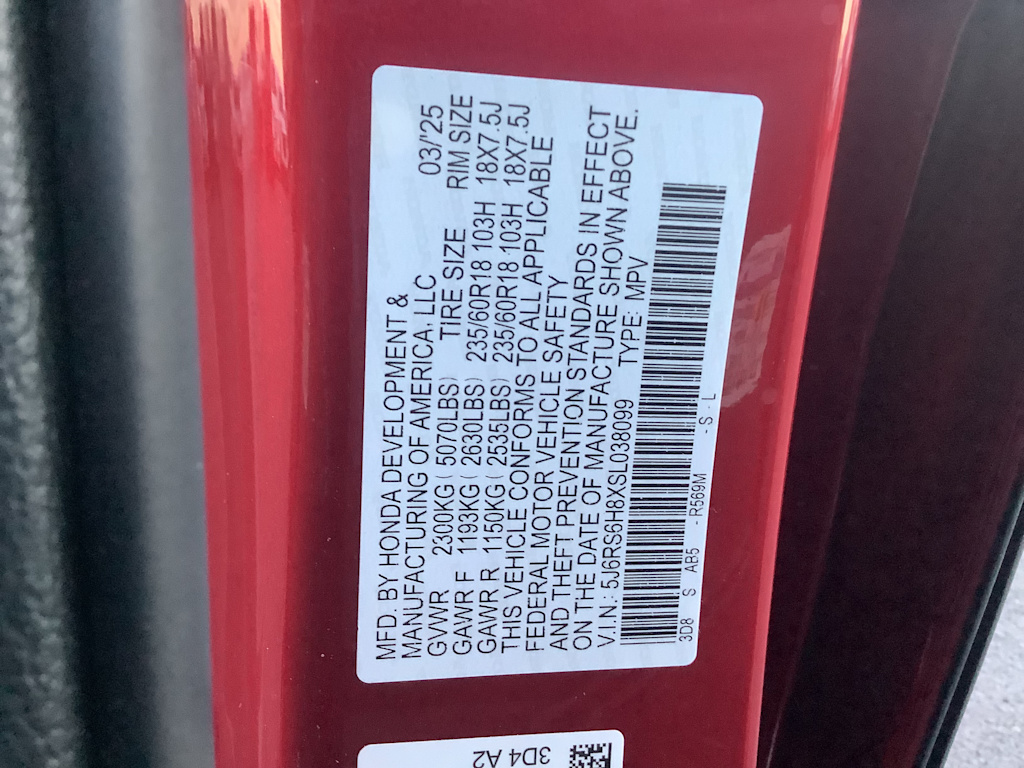 MFD. BY HONDA DEVELOPMENT &
MANUFACTURING OF AMERICA, LLC 03/'25
GVWR 2300KG( 5070LBS) TIRE SIZE RIM SIZE
GAWR F 1193KG( 2630LBS) 235/60R18 103H 18X7.5J
GAWR R 1150KG( 2535LBS) 235/60R18 103H 18X7.5J
THIS VEHICLE CONFORMS TO ALL APPLICABLE
FEDERAL MOTOR VEHICLE SAFETY
AND THEFT PREVENTION STANDARDS IN EFFECT
ON THE DATE OF MANUFACTURE SHOWN ABOVE.
V.I.N.: 5J6RS6H8XSL038099 TYPE: MPV
3D8 S AB5 - R569M - S - L
3D4 A2